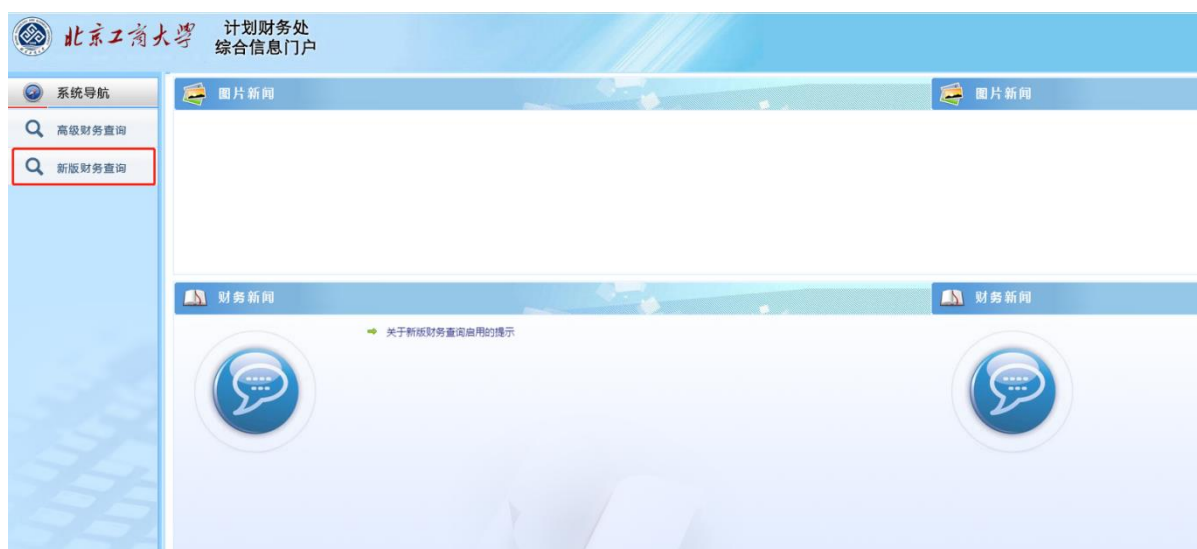 北京工商大学
计划财务处
综合信息门户
系统导航
高级财务查询
新版财务查询
图片新闻
图片新闻
财务新闻
关于新版财务查询启用的提示
财务新闻